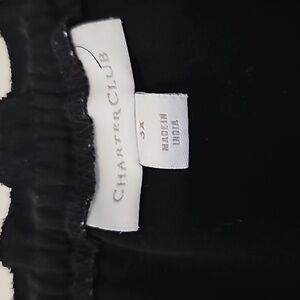 CHARTER CLUB
3X
MADE IN
INDIA